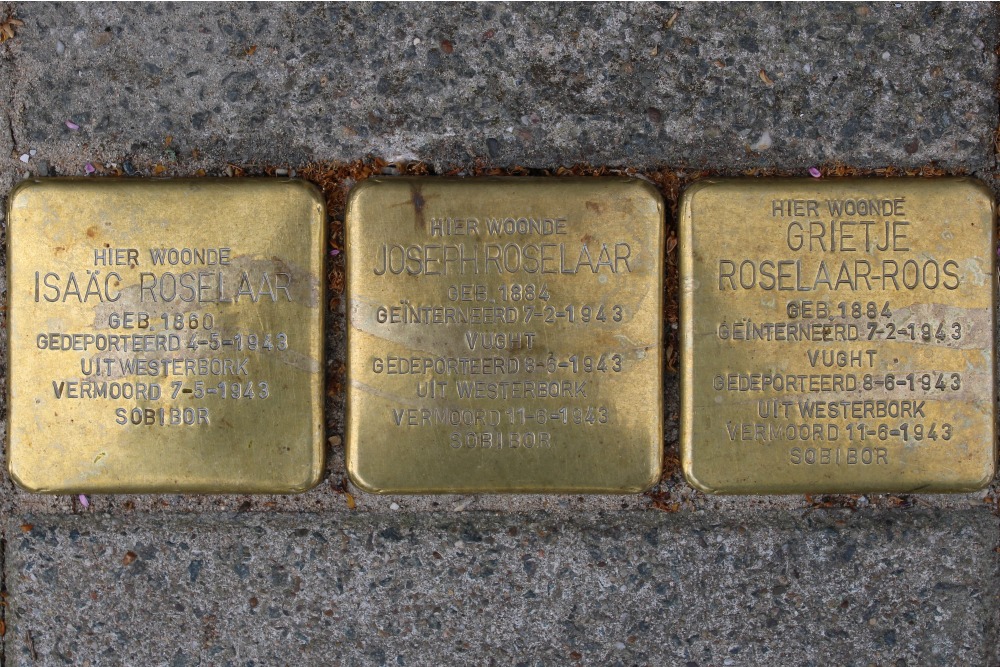 HIER WOONDE
ISAÄC ROSELAAR
GEB. 1860
GEDEPORTEERD 4-5-1943
UIT WESTERBORK
VERMOORD 7-5-1943
SOBIBOR
HIER WOONDE
JOSEPH ROSELAAR
GEB. 1884
GEÏNTERNEERD 7-2-1943
VUGHT
GEDEPORTEERD 8-6-1943
UIT WESTERBORK
VERMOORD 11-6-1943
SOBIBOR
HIER WOONDE
GRIETJE
ROSELAAR-ROOS
GEB. 1884
GEÏNTERNEERD 7-2-1943
VUGHT
GEDEPORTEERD 8-6-1943
UIT WESTERBORK
VERMOORD 11-6-1943
SOBIBOR